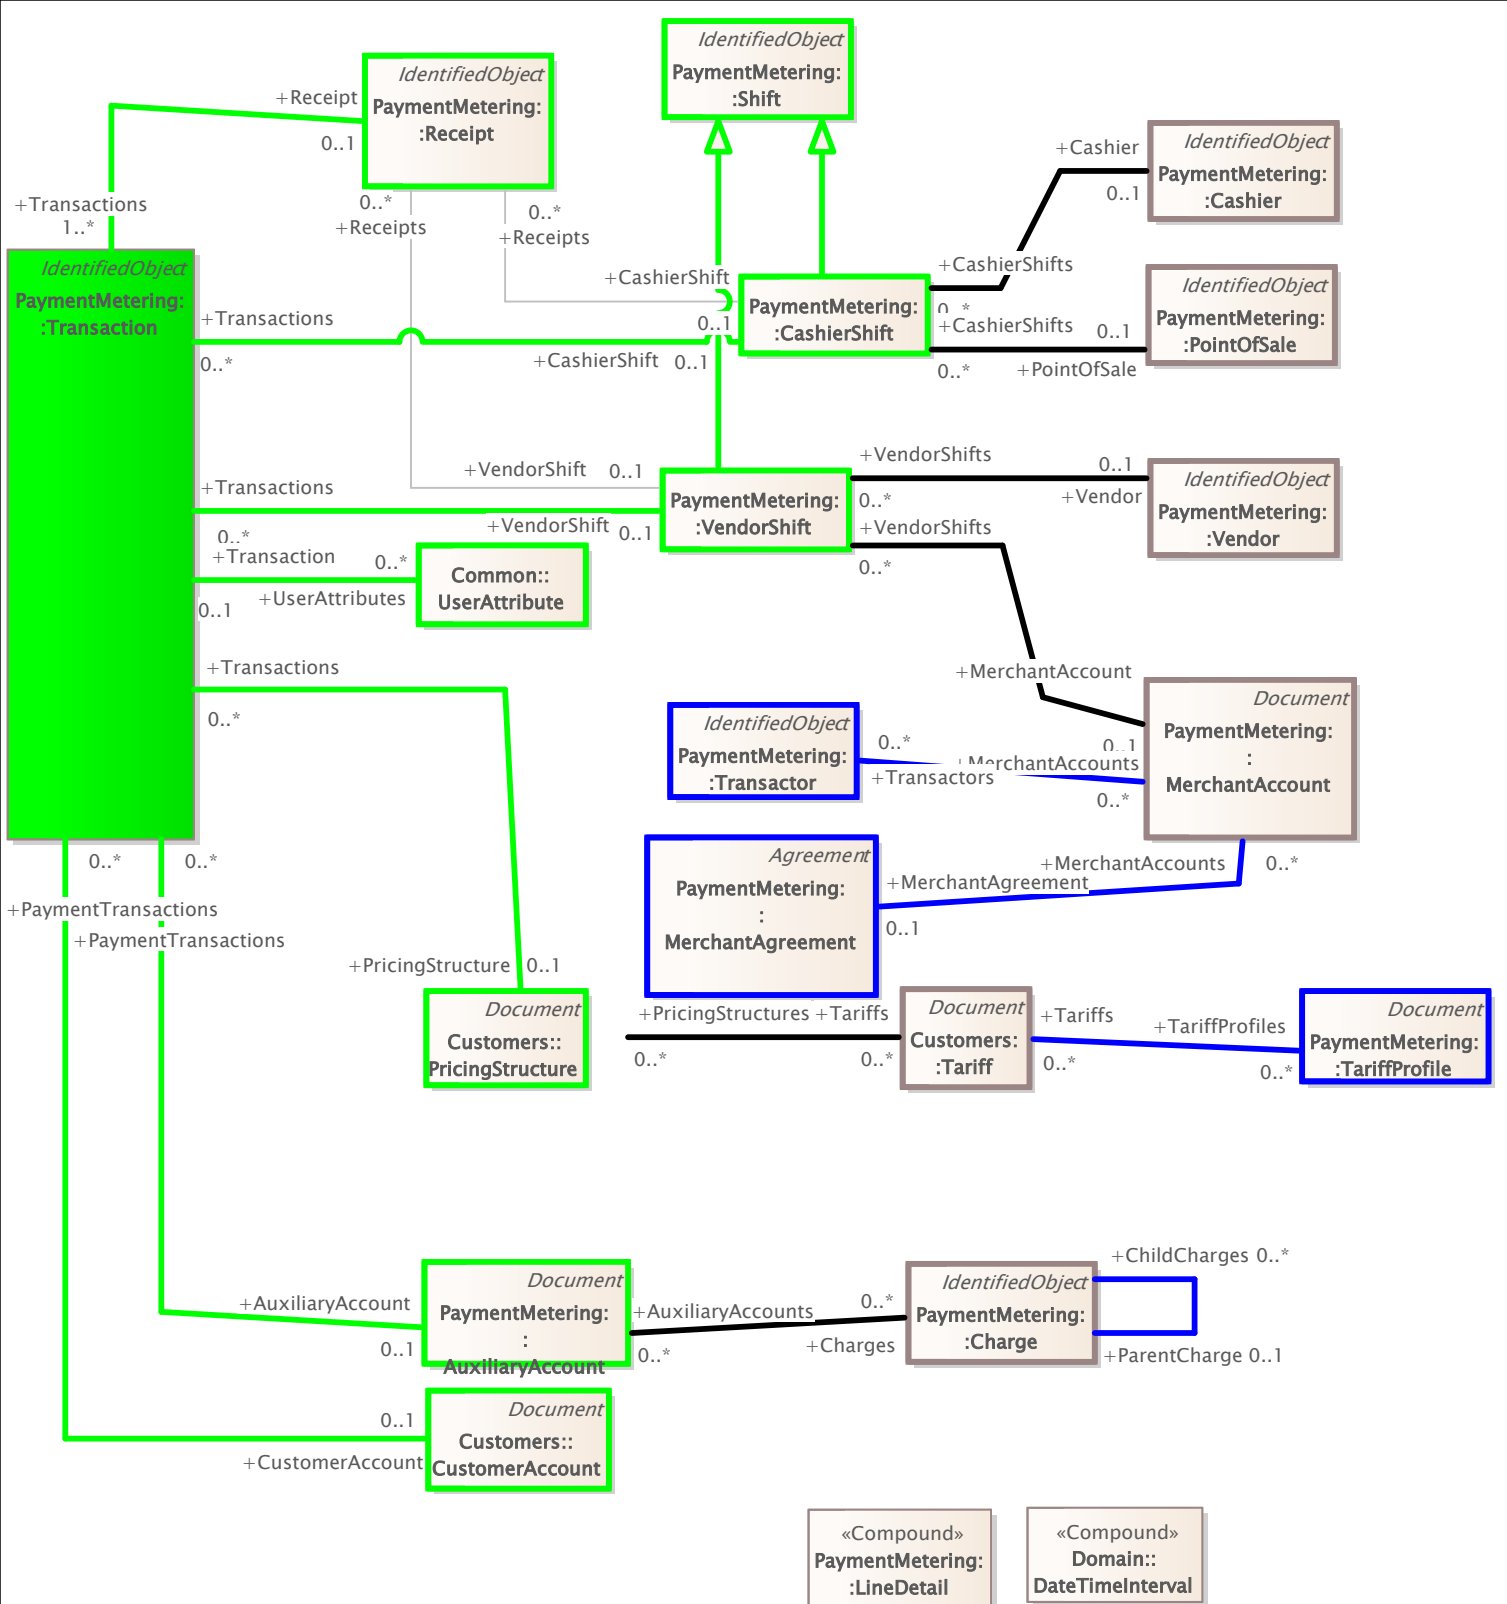 IdentifiedObject
PaymentMetering:
:Shift
IdentifiedObject
PaymentMetering:
:Receipt
+Receipt
0..1
+Transactions
1..*
0..*
+Receipts
0..*
+Receipts
IdentifiedObject
PaymentMetering:
:Cashier
+Cashier
0..1
IdentifiedObject
PaymentMetering:
:Transaction
+CashierShift
0..1
PaymentMetering:
:CashierShift
+CashierShifts
0..*
+CashierShifts
0..*
0..1
+PointOfSale
IdentifiedObject
PaymentMetering:
:PointOfSale
+Transactions
0..*
+CashierShift
0..1
+VendorShift
0..1
+Transactions
0..*
+VendorShift
0..1
PaymentMetering:
:VendorShift
+VendorShifts
0..*
0..1
+Vendor
IdentifiedObject
PaymentMetering:
:Vendor
+VendorShifts
0..*
+Transaction
0..1
0..*
+UserAttributes
Common::
UserAttribute
+Transactions
0..*
+MerchantAccount
0..1
Document
PaymentMetering:
:
MerchantAccount
IdentifiedObject
PaymentMetering:
:Transactor
0..*
+Transactors
+MerchantAccounts
0..*
Agreement
PaymentMetering:
:
MerchantAgreement
+MerchantAccounts
0..*
+MerchantAgreement
0..1
0..*
0..*
+PaymentTransactions
+PaymentTransactions
+PricingStructure
0..1
Document
Customers::
PricingStructure
+PricingStructures
+Tariffs
0..*
0..*
Document
Customers:
:Tariff
+Tariffs
0..*
+TariffProfiles
0..*
Document
PaymentMetering:
:TariffProfile
+AuxiliaryAccount
0..1
Document
PaymentMetering:
:
AuxiliaryAccount
+AuxiliaryAccounts
0..*
0..*
+Charges
IdentifiedObject
PaymentMetering:
:Charge
+ChildCharges 0..*
+ParentCharge 0..1
0..1
+CustomerAccount
Document
Customers::
CustomerAccount
«Compound»
PaymentMetering:
:LineDetail
«Compound»
Domain::
DateTimeInterval